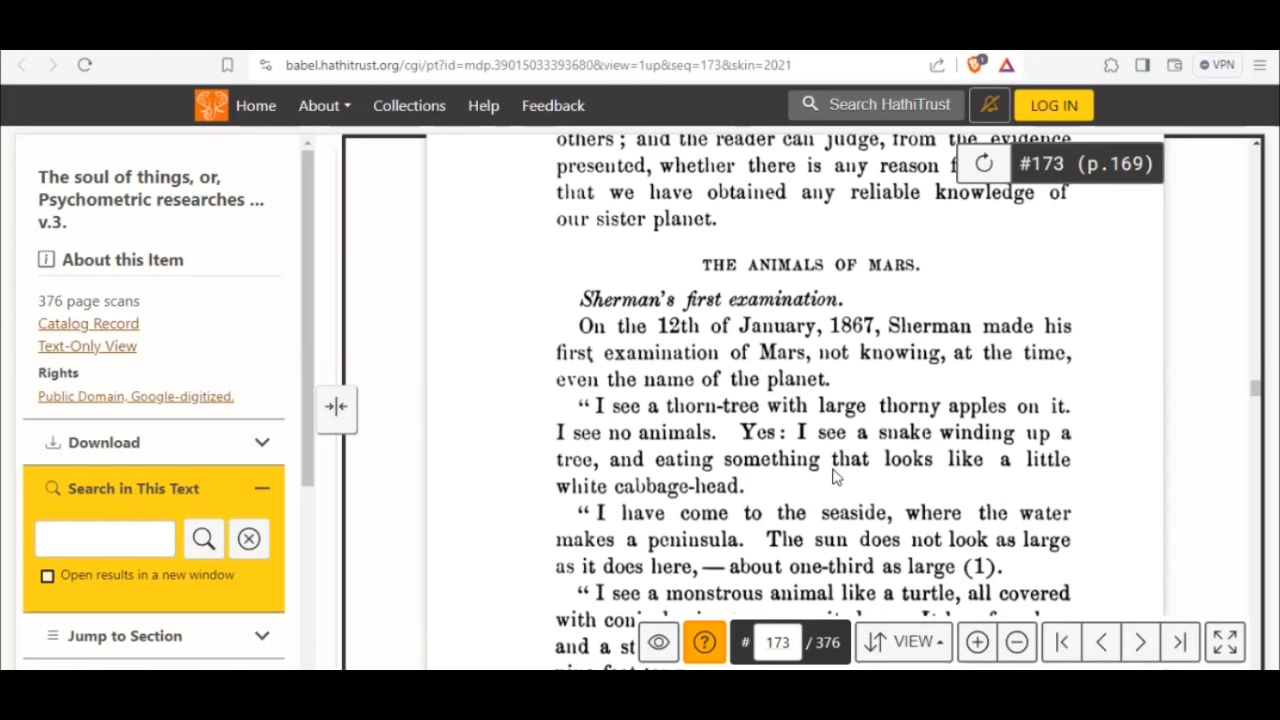 babel.hathitrust.org/cgi/pt?id=mdp.39015033393680&view=1up&seq=173&skin=2021
1
VPN
Home
About
Collections
Help
Feedback
Search HathiTrust
LOG IN
The soul of things, or,
Psychometric researches ...
v.3.
About this Item
376 page scans
Catalog Record
Text-Only View
Rights
Public Domain, Google-digitized.
Download
Search in This Text
Open results in a new window
Jump to Section
#173 (p.169)
others; and the reader can judge, from the evidence
presented, whether there is any reason
that we have obtained any reliable knowledge of
our sister planet.
THE ANIMALS OF MARS.
Sherman's first examination.
On the 12th of January, 1867, Sherman made his
first examination of Mars, not knowing, at the time,
even the name of the planet.
"I see a thorn-tree with large thorny apples on it.
I see no animals. Yes: I see a snake winding up a
tree, and eating something that looks like a little
white cabbage-head.
"I have come to the seaside, where the water
makes a peninsula. The sun does not look as large
as it does here,—about one-third as large (1).
"I see a monstrous animal like a turtle, all covered
with
and a
# 173 / 376
VIEW